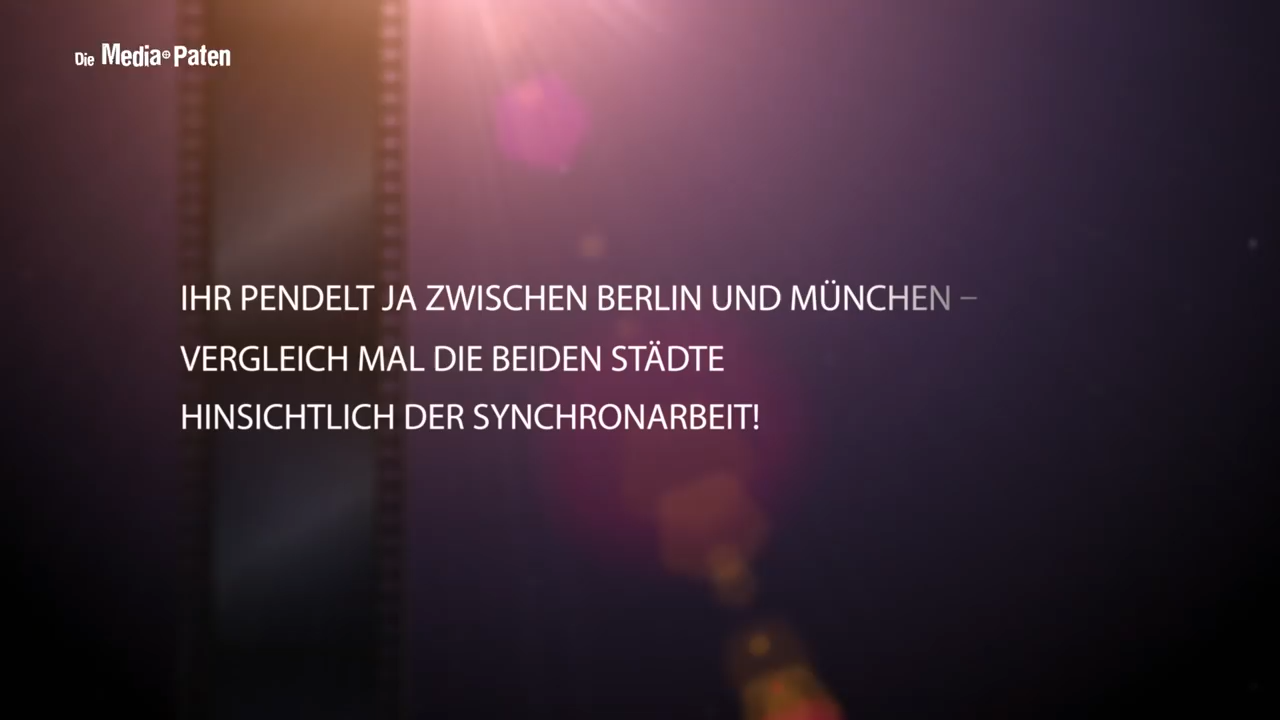 Die Media Paten
IHR PENDELT JA ZWISCHEN BERLIN UND MÜNCHEN –
VERGLEICH MAL DIE BEIDEN STÄDTE
HINSICHTLICH DER SYNCHRONARBEIT!